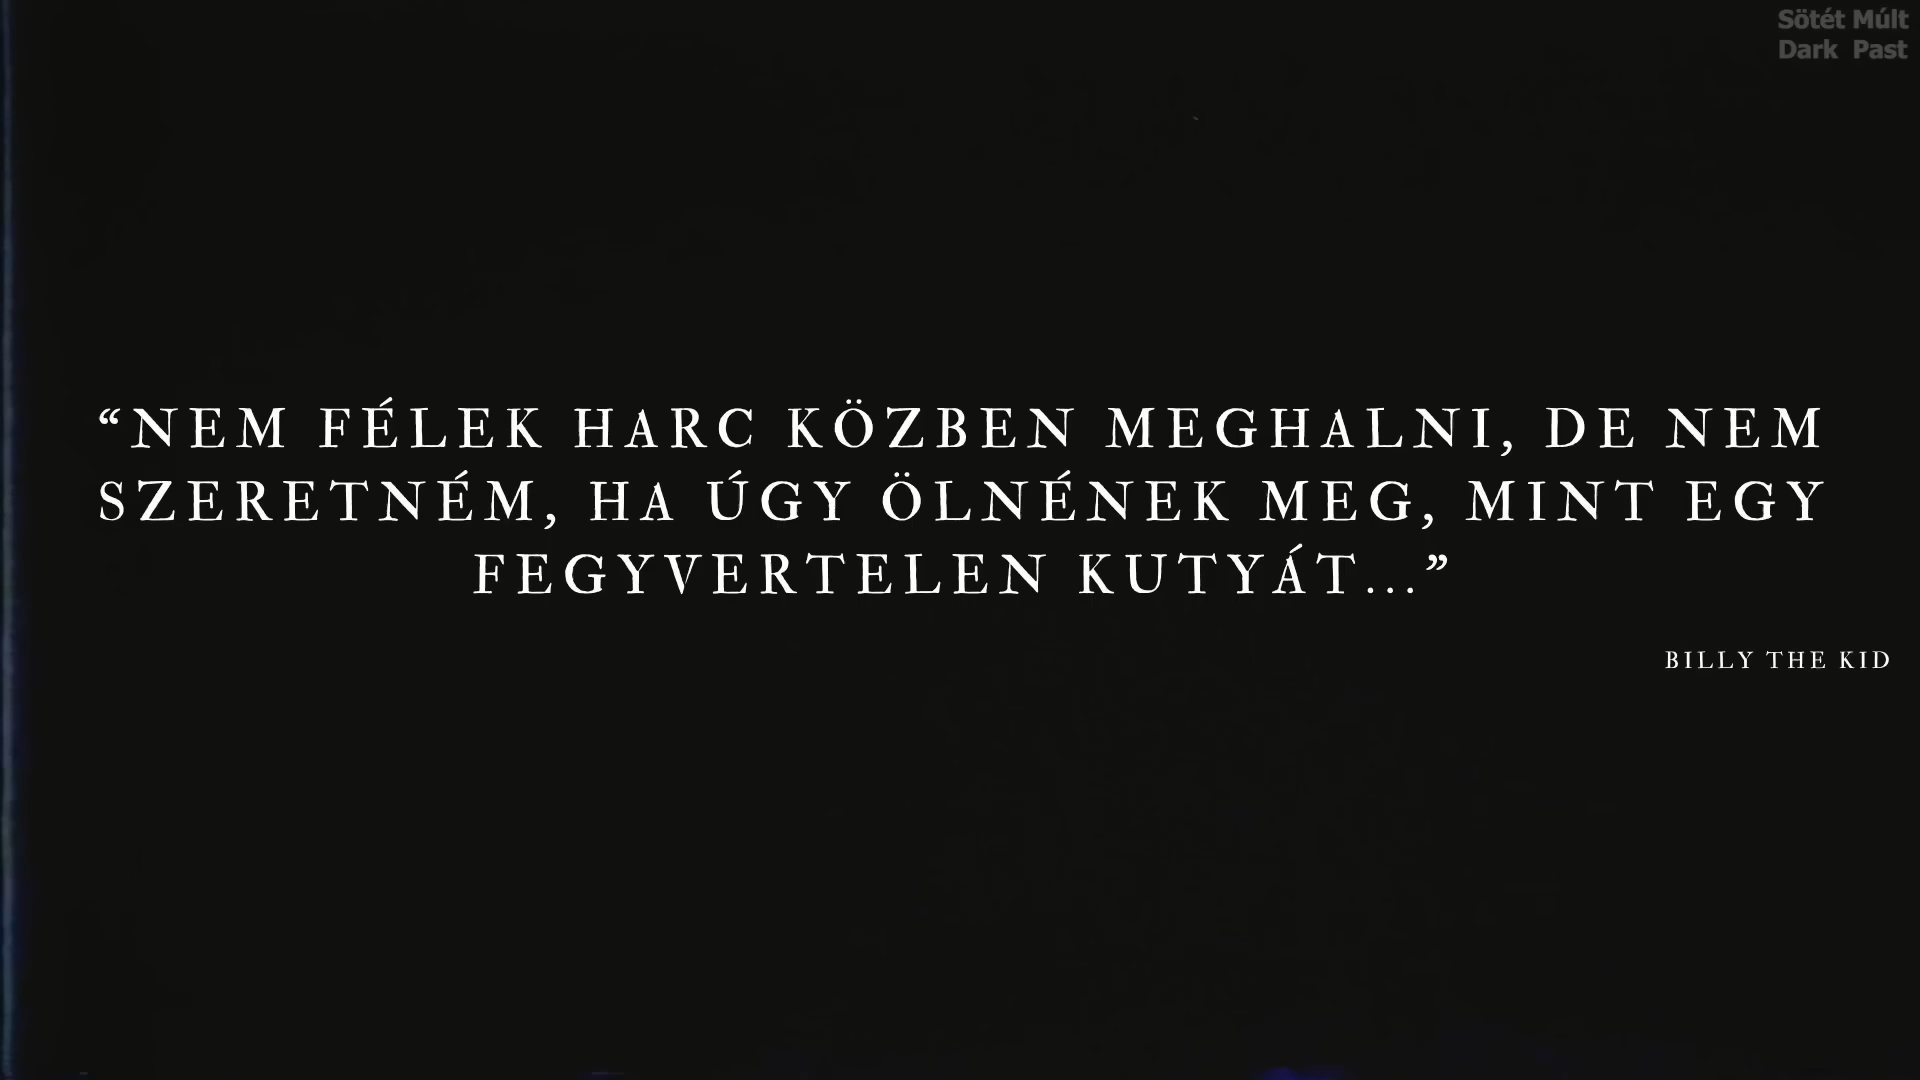 Sötét Múlt
Dark Past
“NEM FÉLEK HARC KÖZBEN MEGHALNI, DE NEM
SZERETNÉM, HA ÚGY ÖLNÉNEK MEG, MINT EGY
FEGYVERTELEN KUTYÁT...”
BILLY THE KID